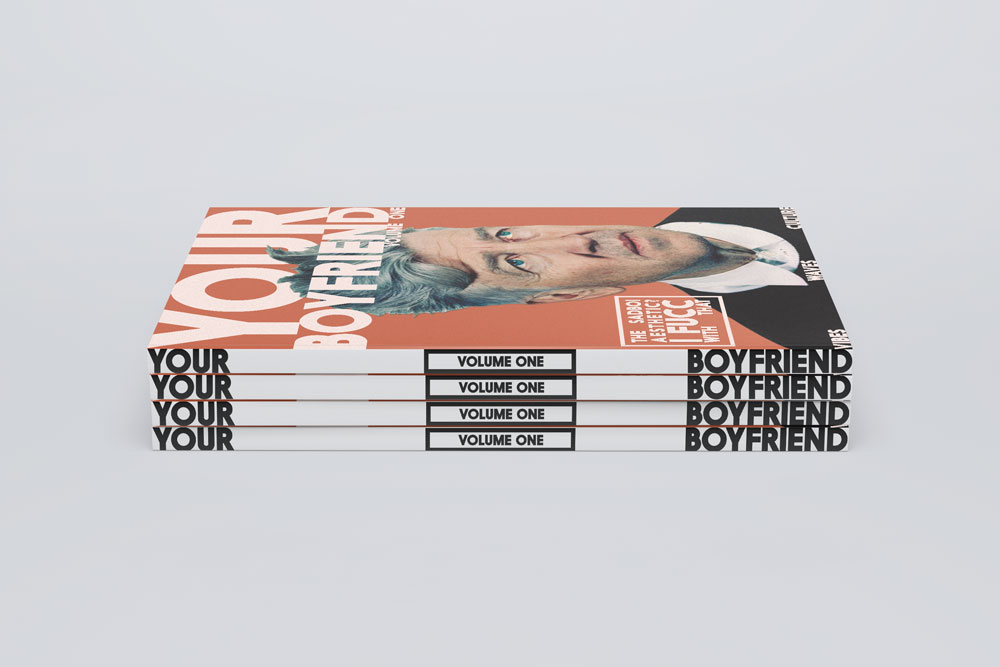 YOUR
BOYFRIEND
VOLUME ONE
THE SADBOI
AESTHETIC?
I FUCC
WITH THAT
VIBES WAVES CULTURE
YOUR VOLUME ONE BOYFRIEND
YOUR VOLUME ONE BOYFRIEND
YOUR VOLUME ONE BOYFRIEND
YOUR VOLUME ONE BOYFRIEND